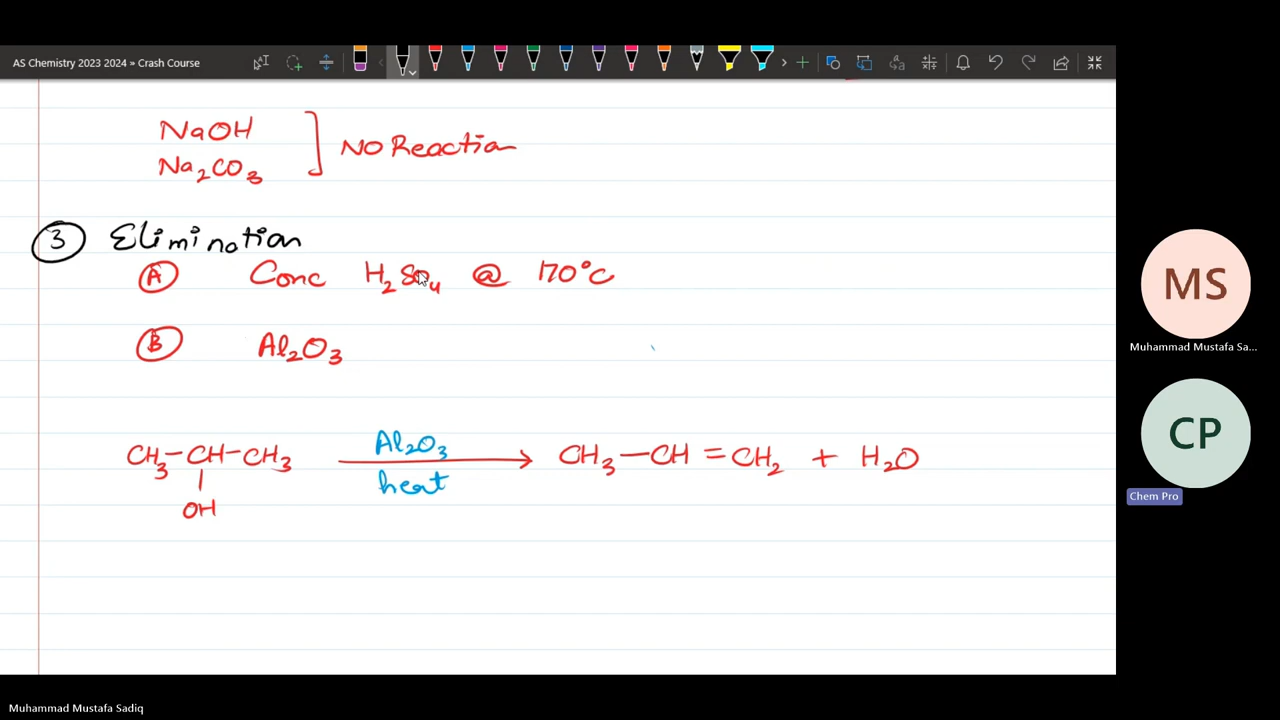 AS Chemistry 2023 2024 » Crash Course
NaOH
Na₂CO₃
] NO Reaction
③ Elimination
Ⓐ Conc H₂SO₄ @ 170°C
Ⓑ Al₂O₃
CH₃-CH-CH₃ Al₂O₃ → CH₃-CH=CH₂ + H₂O
heat
OH
MS
Muhammad Mustafa Sa...
CP
Chem Pro
Muhammad Mustafa Sadiq